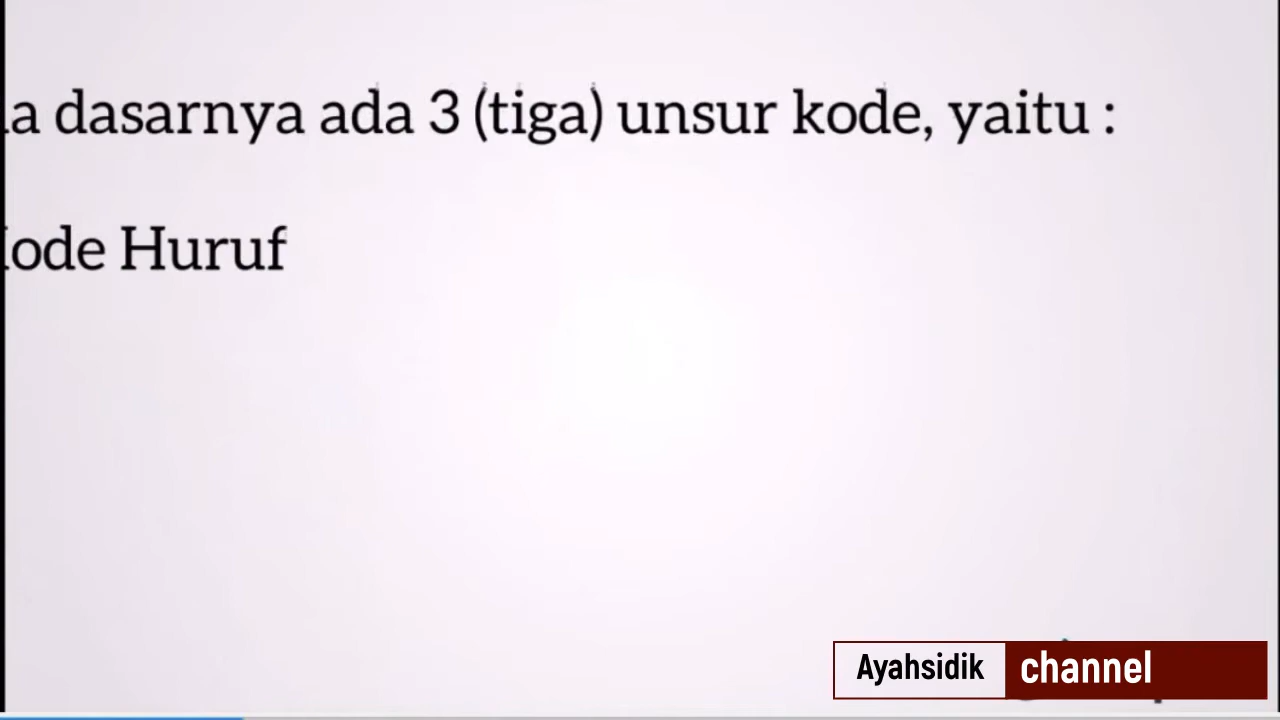 a dasarnya ada 3 (tiga) unsur kode, yaitu :
ode Huruf
Ayahsidik channel